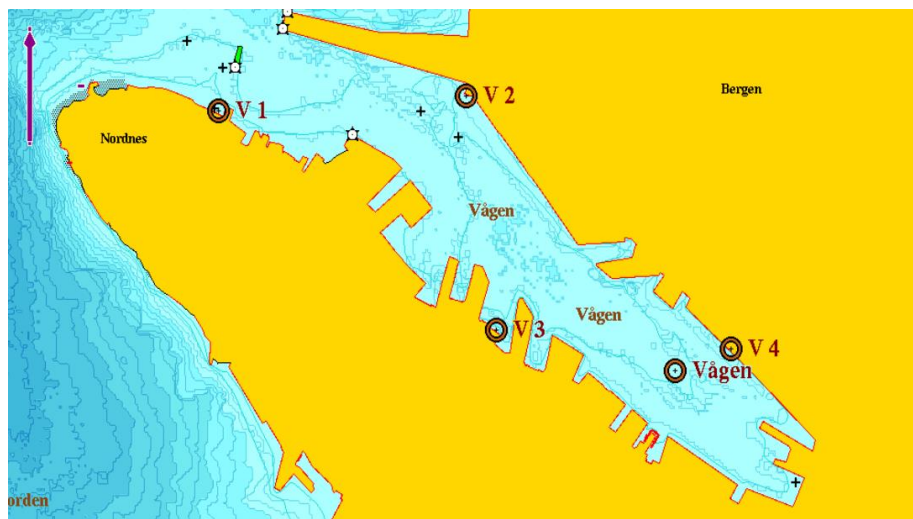 Bergen
V 2
V 1
Nordnes
Vågen
Vågen
V 3
V 4
Vågen
orden